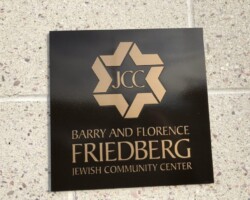 JCC
BARRY AND FLORENCE
FRIEDBERG
JEWISH COMMUNITY CENTER